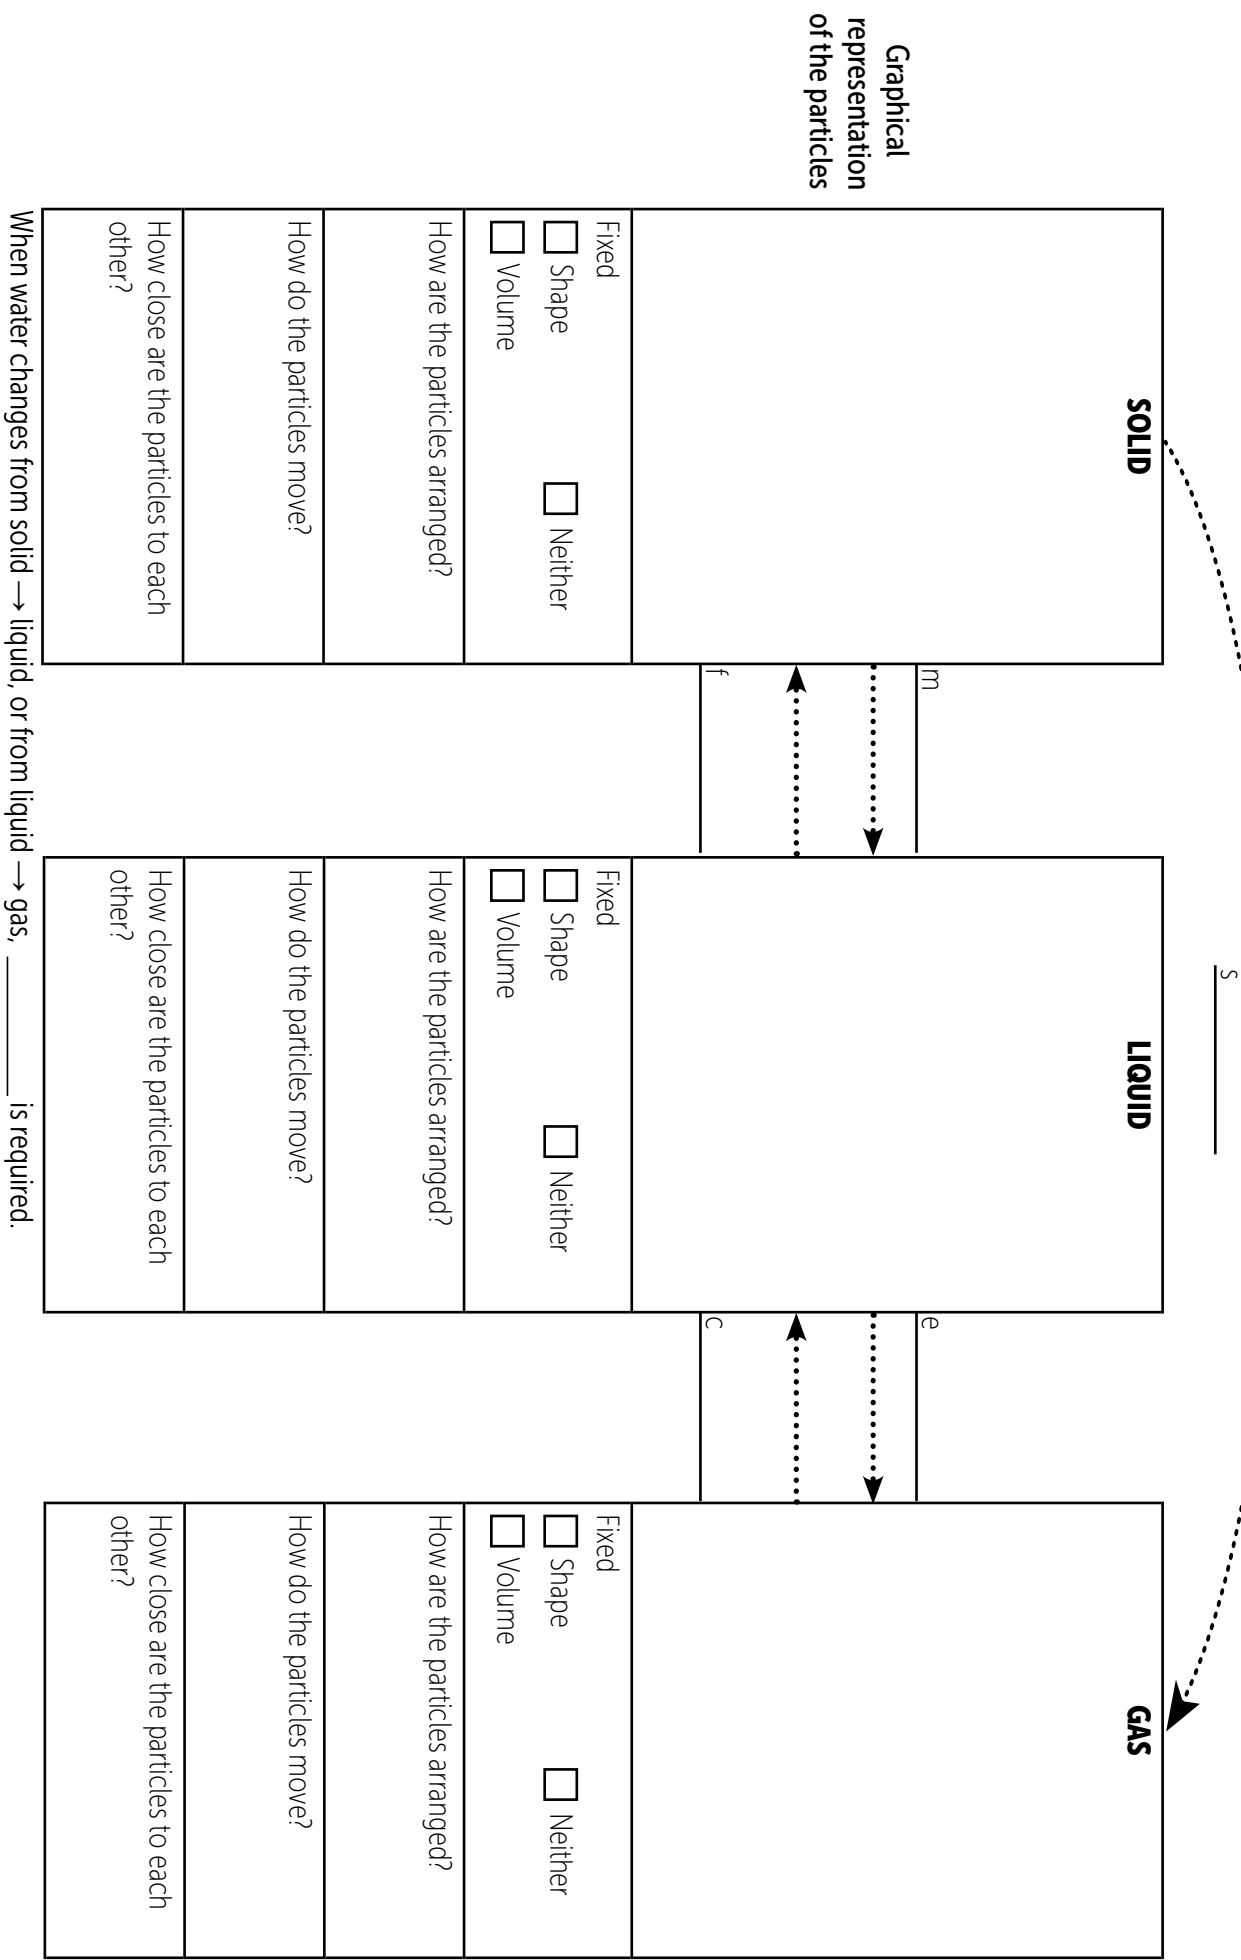 s
SOLID
LIQUID
GAS
Graphical
representation
of the particles
m
f
e
c
Fixed
Shape
Neither
Volume
How are the particles arranged?
How do the particles move?
How close are the particles to each
other?
Fixed
Shape
Neither
Volume
How are the particles arranged?
How do the particles move?
How close are the particles to each
other?
Fixed
Shape
Neither
Volume
How are the particles arranged?
How do the particles move?
How close are the particles to each
other?
When water changes from solid → liquid, or from liquid → gas, __________ is required.